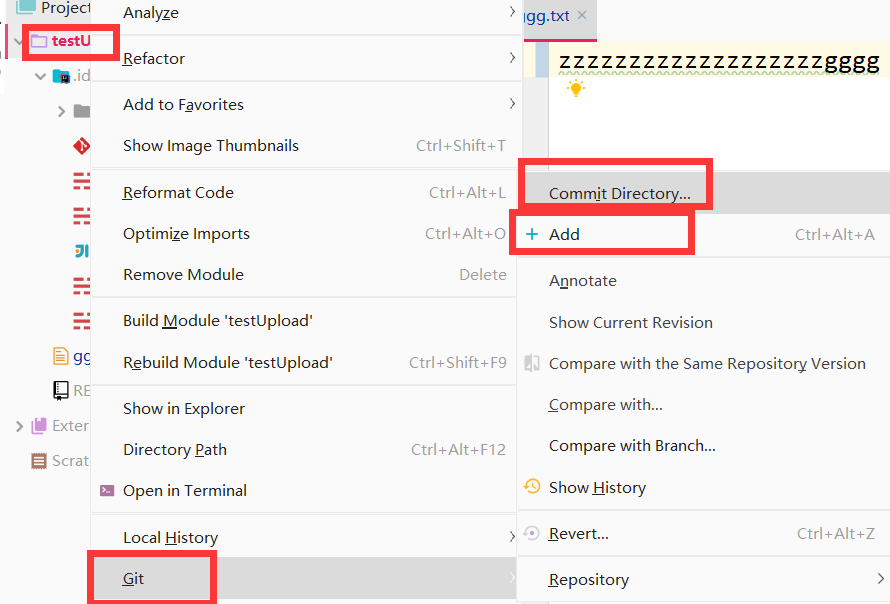 Project
testU
.id
gg
RE
Exter
Scrat
Analyze
Refactor
Add to Favorites
Show Image Thumbnails Ctrl+Shift+T
Reformat Code Ctrl+Alt+L
Optimize Imports Ctrl+Alt+O
Remove Module Delete
Build Module 'testUpload'
Rebuild Module 'testUpload' Ctrl+Shift+F9
Show in Explorer
Directory Path Ctrl+Alt+F12
Open in Terminal
Local History
Git
gg.txt
zzzzzzzzzzzzzzzzzzzgggg
Commit Directory...
Add Ctrl+Alt+A
Annotate
Show Current Revision
Compare with the Same Repository Version
Compare with...
Compare with Branch...
Show History
Revert... Ctrl+Alt+Z
Repository